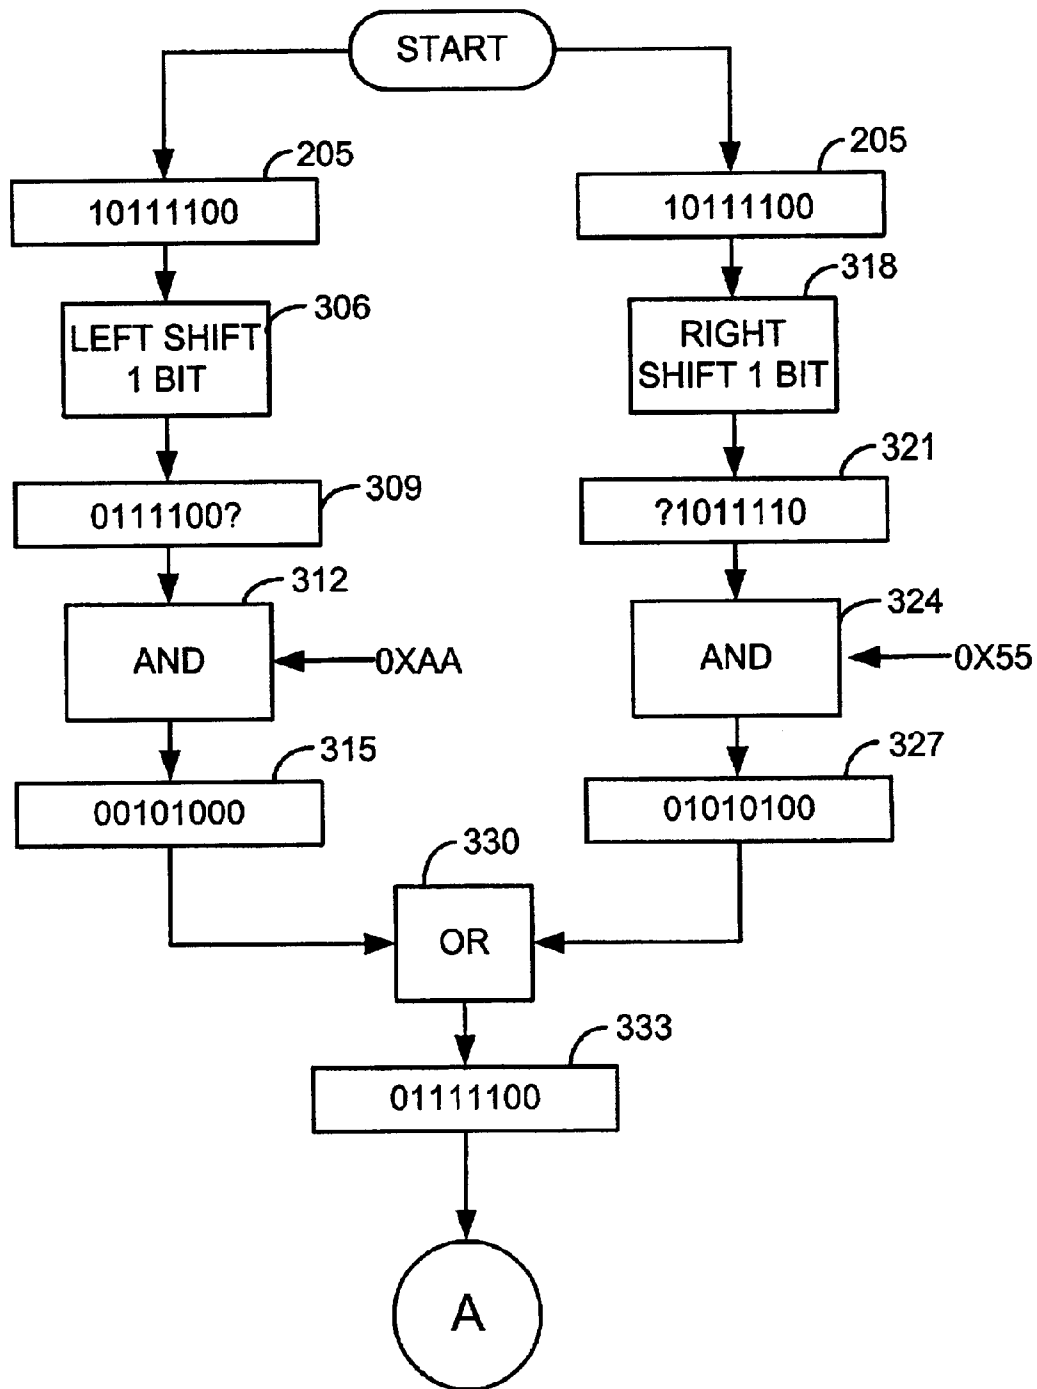 START
205
205
10111100
10111100
306
318
LEFT SHIFT
1 BIT
RIGHT
SHIFT 1 BIT
309
321
0111100?
?1011110
312
324
AND
0XAA
AND
0X55
315
327
00101000
01010100
330
OR
333
01111100
A